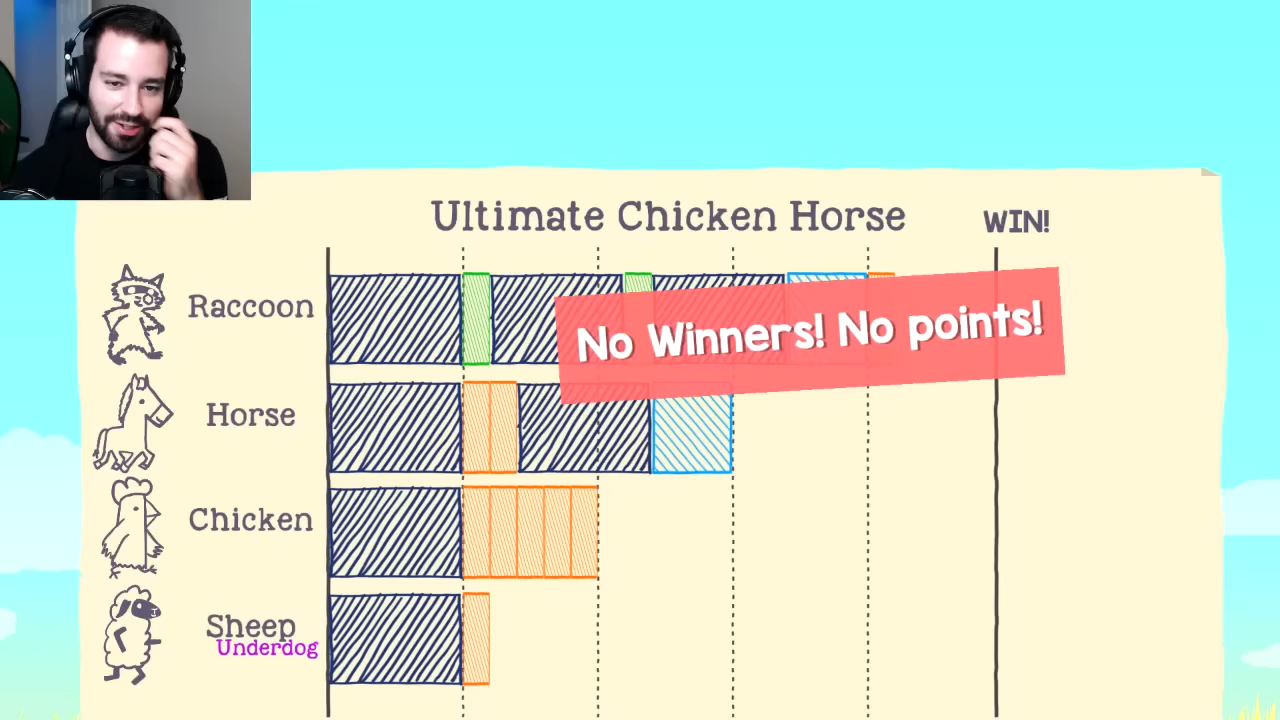 Ultimate Chicken Horse
WIN!
Raccoon
No Winners! No points!
Horse
Chicken
Sheep
Underdog